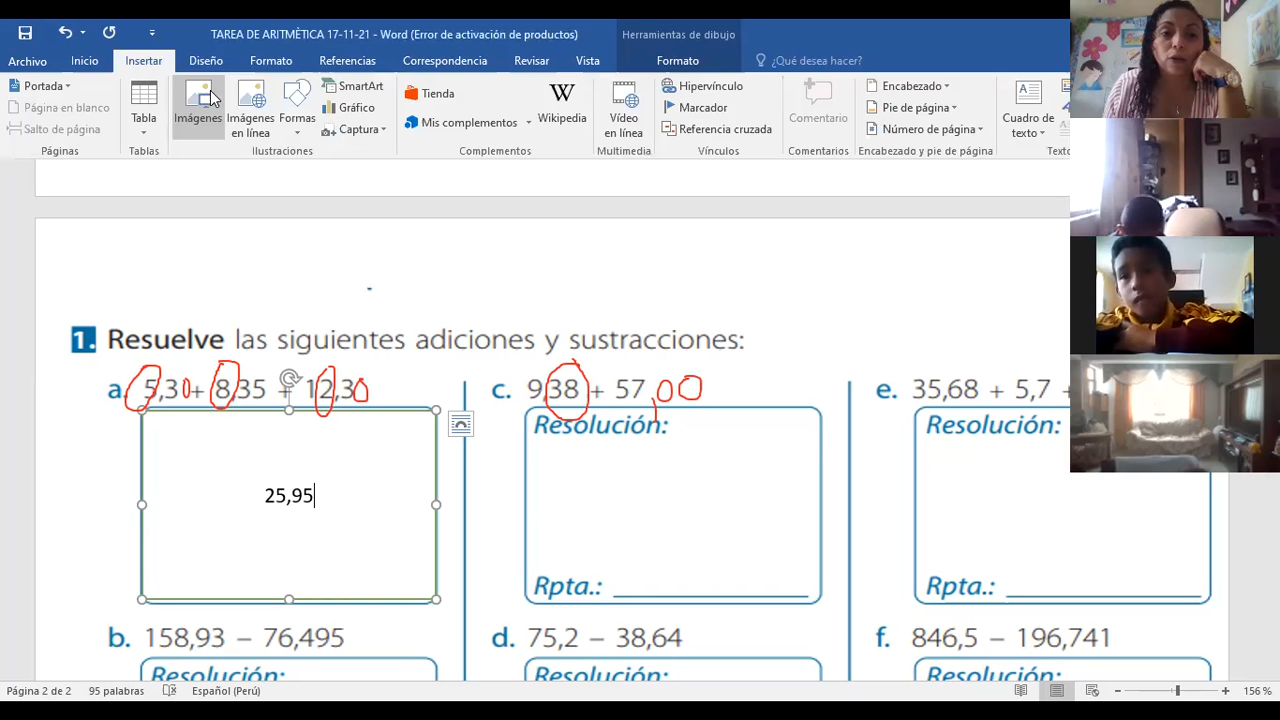 TAREA DE ARITMÈTICA 17-11-21 - Word (Error de activación de productos)
Herramientas de dibujo
Archivo Inicio Insertar Diseño Formato Referencias Correspondencia Revisar Vista Formato ¿Qué desea hacer?
Portada
Página en blanco
Salto de página
Páginas
Tabla
Tablas
Imágenes
Imágenes en línea
Formas
SmartArt
Gráfico
Captura
Ilustraciones
Tienda
Mis complementos
Wikipedia
Complementos
Vídeo en línea
Multimedia
Hipervínculo
Marcador
Referencia cruzada
Vínculos
Comentario
Comentarios
Encabezado
Pie de página
Número de página
Encabezado y pie de página
Cuadro de texto
1. Resuelve las siguientes adiciones y sustracciones:
a. 5,30+ 8,35 + 12,30
25,95
c. 9,38 + 57,00
Resolución:
Rpta.:
e. 35,68 + 5,7 +
Resolución:
Rpta.:
b. 158,93 − 76,495
Resolución:
d. 75,2 − 38,64
Resolución:
f. 846,5 − 196,741
Resolución:
Página 2 de 2 95 palabras Español (Perú) 156 %